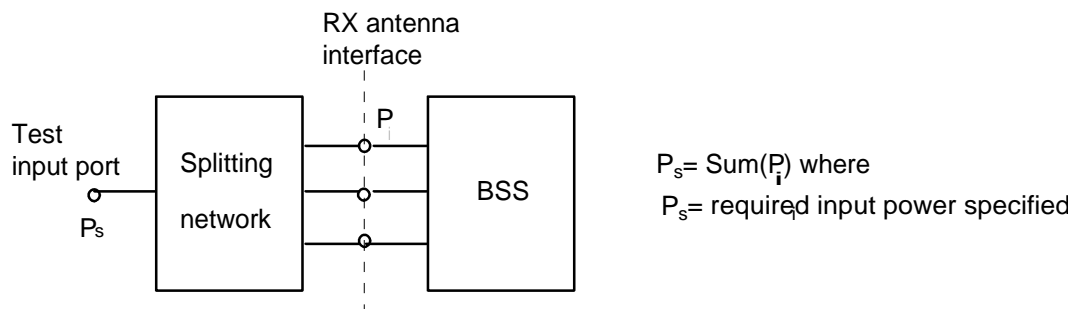 RX antenna
interface
Pi
Test
input port
Ps
Splitting
network
BSS
Ps= Sum(Pi) where
Ps= required input power specified